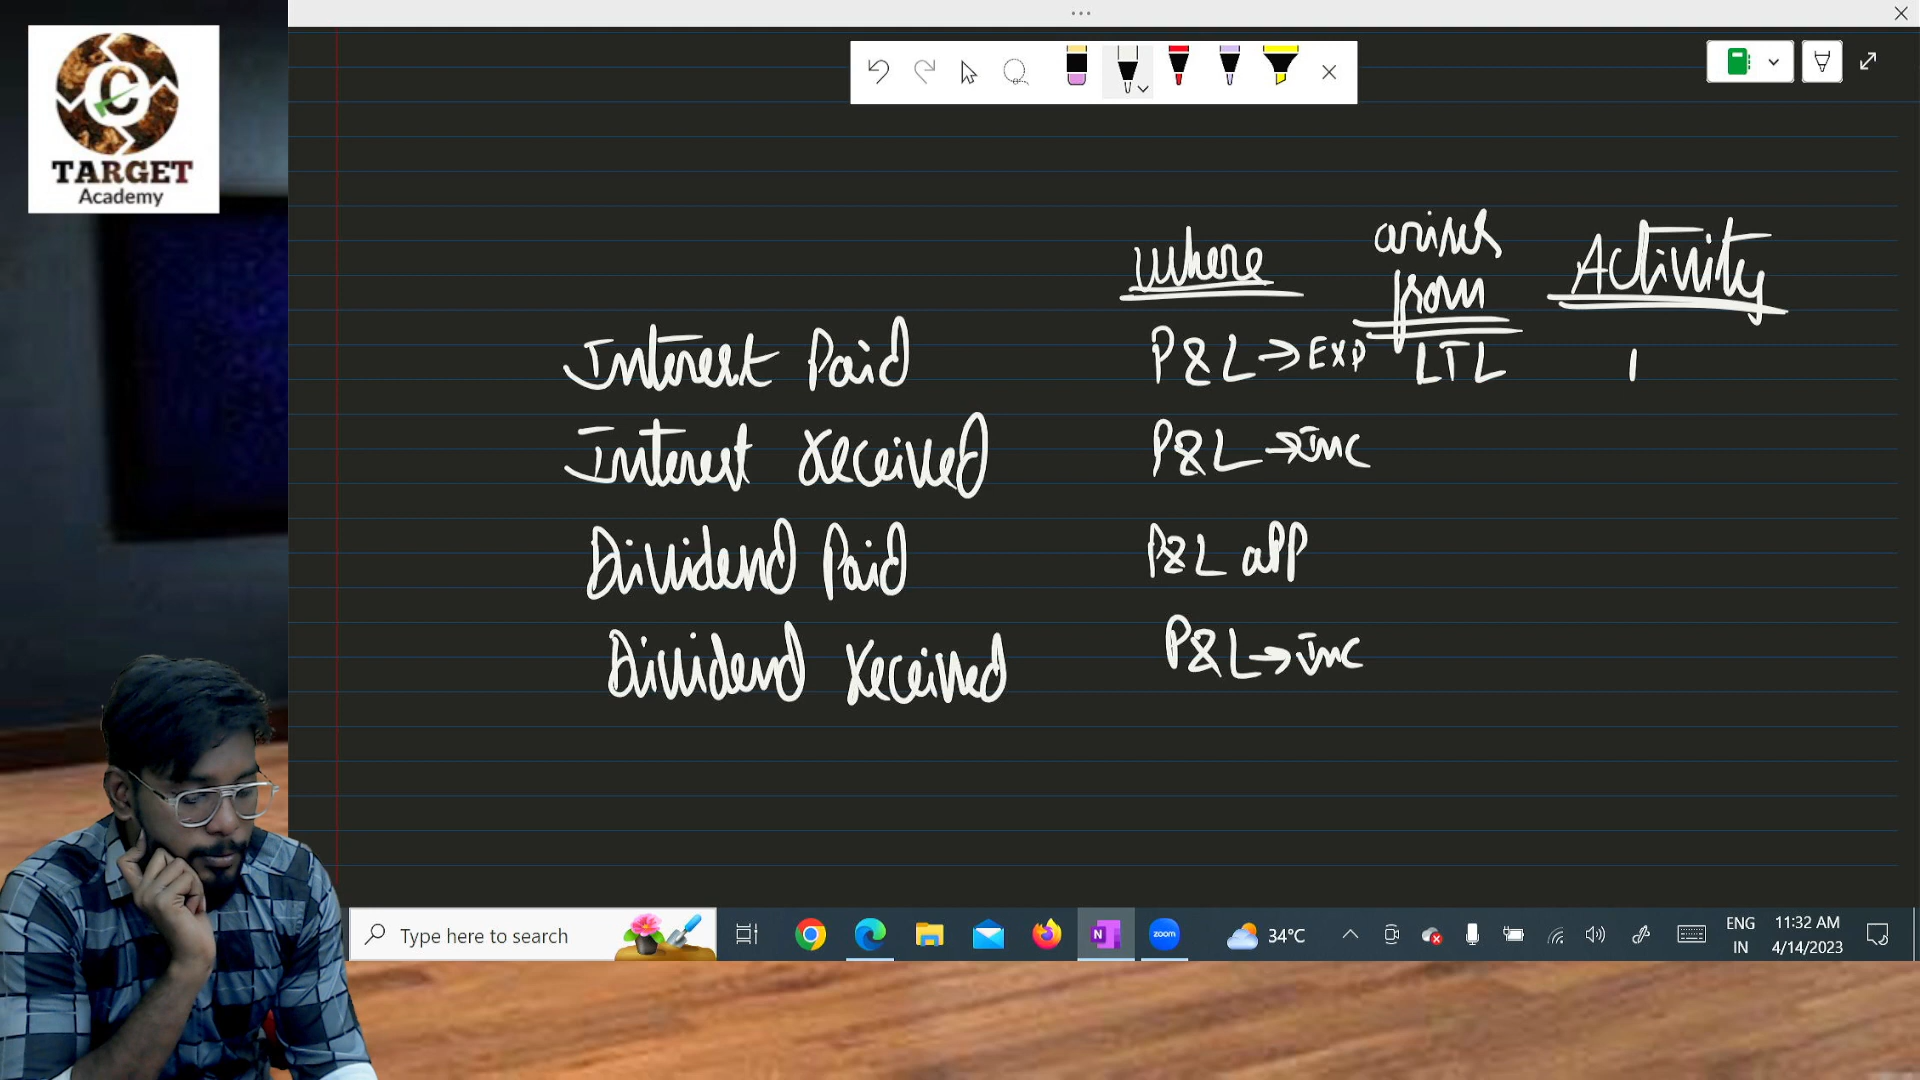 TARGET
Academy
where
arises
from
Activity
Interest Paid
P&L → EXP
LTL
Interest received
P&L → inc
Dividend Paid
P&L app
Dividend received
P&L → inc
Type here to search
N
zoom
34°C
ENG
IN
11:32 AM
4/14/2023